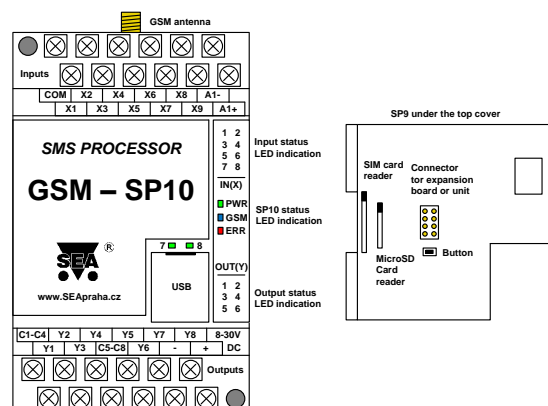 GSM antenna
Inputs
COM X2 X4 X6 X8 A1-
X1 X3 X5 X7 X9 A1+
SMS PROCESSOR
GSM – SP10
SEA ®
www.SEApraha.cz
7 8
USB
1 2
3 4
5 6
7 8
IN(X)
PWR
GSM
ERR
OUT(Y)
1 2
3 4
5 6
Input status
LED indication
SP10 status
LED indication
Output status
LED indication
C1-C4 Y2 Y4 Y5 Y7 Y8 8-30V
Y1 Y3 C5-C8 Y6 - + DC
Outputs
SP9 under the top cover
SIM card
reader
Connector
tor expansion
board or unit
Button
MicroSD
Card
reader